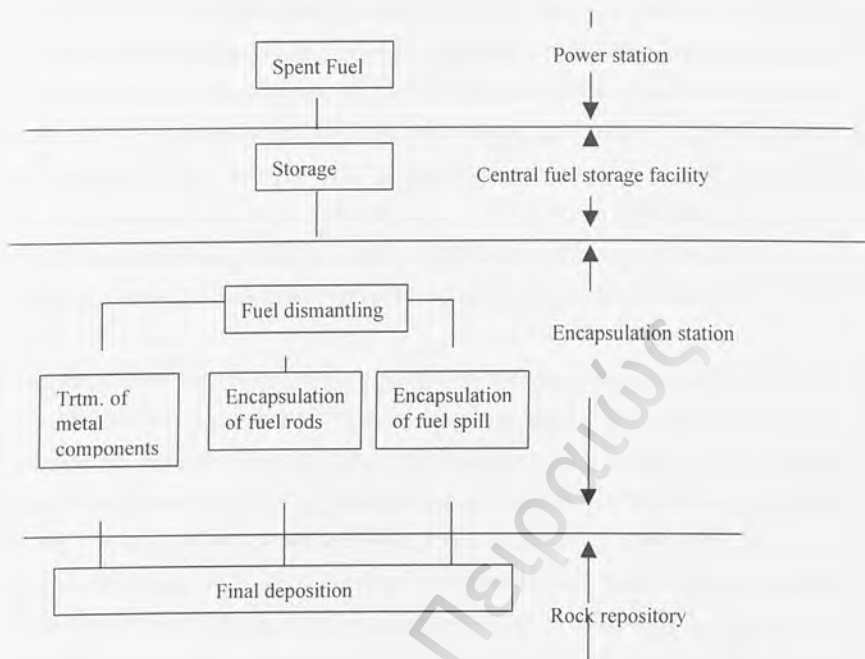 Spent Fuel
Power station
Storage
Central fuel storage facility
Fuel dismantling
Encapsulation station
Trtm. of
metal
components
Encapsulation
of fuel rods
Encapsulation
of fuel spill
Final deposition
Rock repository
Πειραιώς